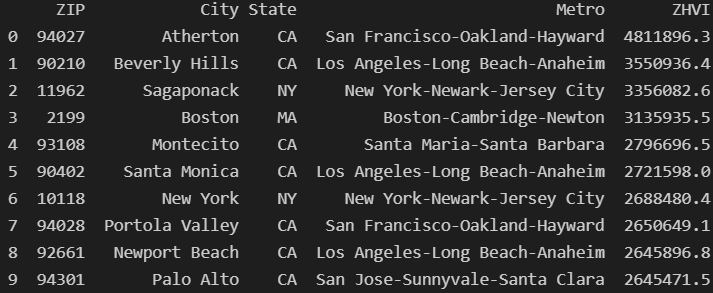 ZIP City State Metro ZHVI
0 94027 Atherton CA San Francisco-Oakland-Hayward 4811896.3
1 90210 Beverly Hills CA Los Angeles-Long Beach-Anaheim 3550936.4
2 11962 Sagaponack NY New York-Newark-Jersey City 3356082.6
3 2199 Boston MA Boston-Cambridge-Newton 3135935.5
4 93108 Montecito CA Santa Maria-Santa Barbara 2796696.5
5 90402 Santa Monica CA Los Angeles-Long Beach-Anaheim 2721598.0
6 10118 New York NY New York-Newark-Jersey City 2688480.4
7 94028 Portola Valley CA San Francisco-Oakland-Hayward 2650649.1
8 92661 Newport Beach CA Los Angeles-Long Beach-Anaheim 2645896.8
9 94301 Palo Alto CA San Jose-Sunnyvale-Santa Clara 2645471.5